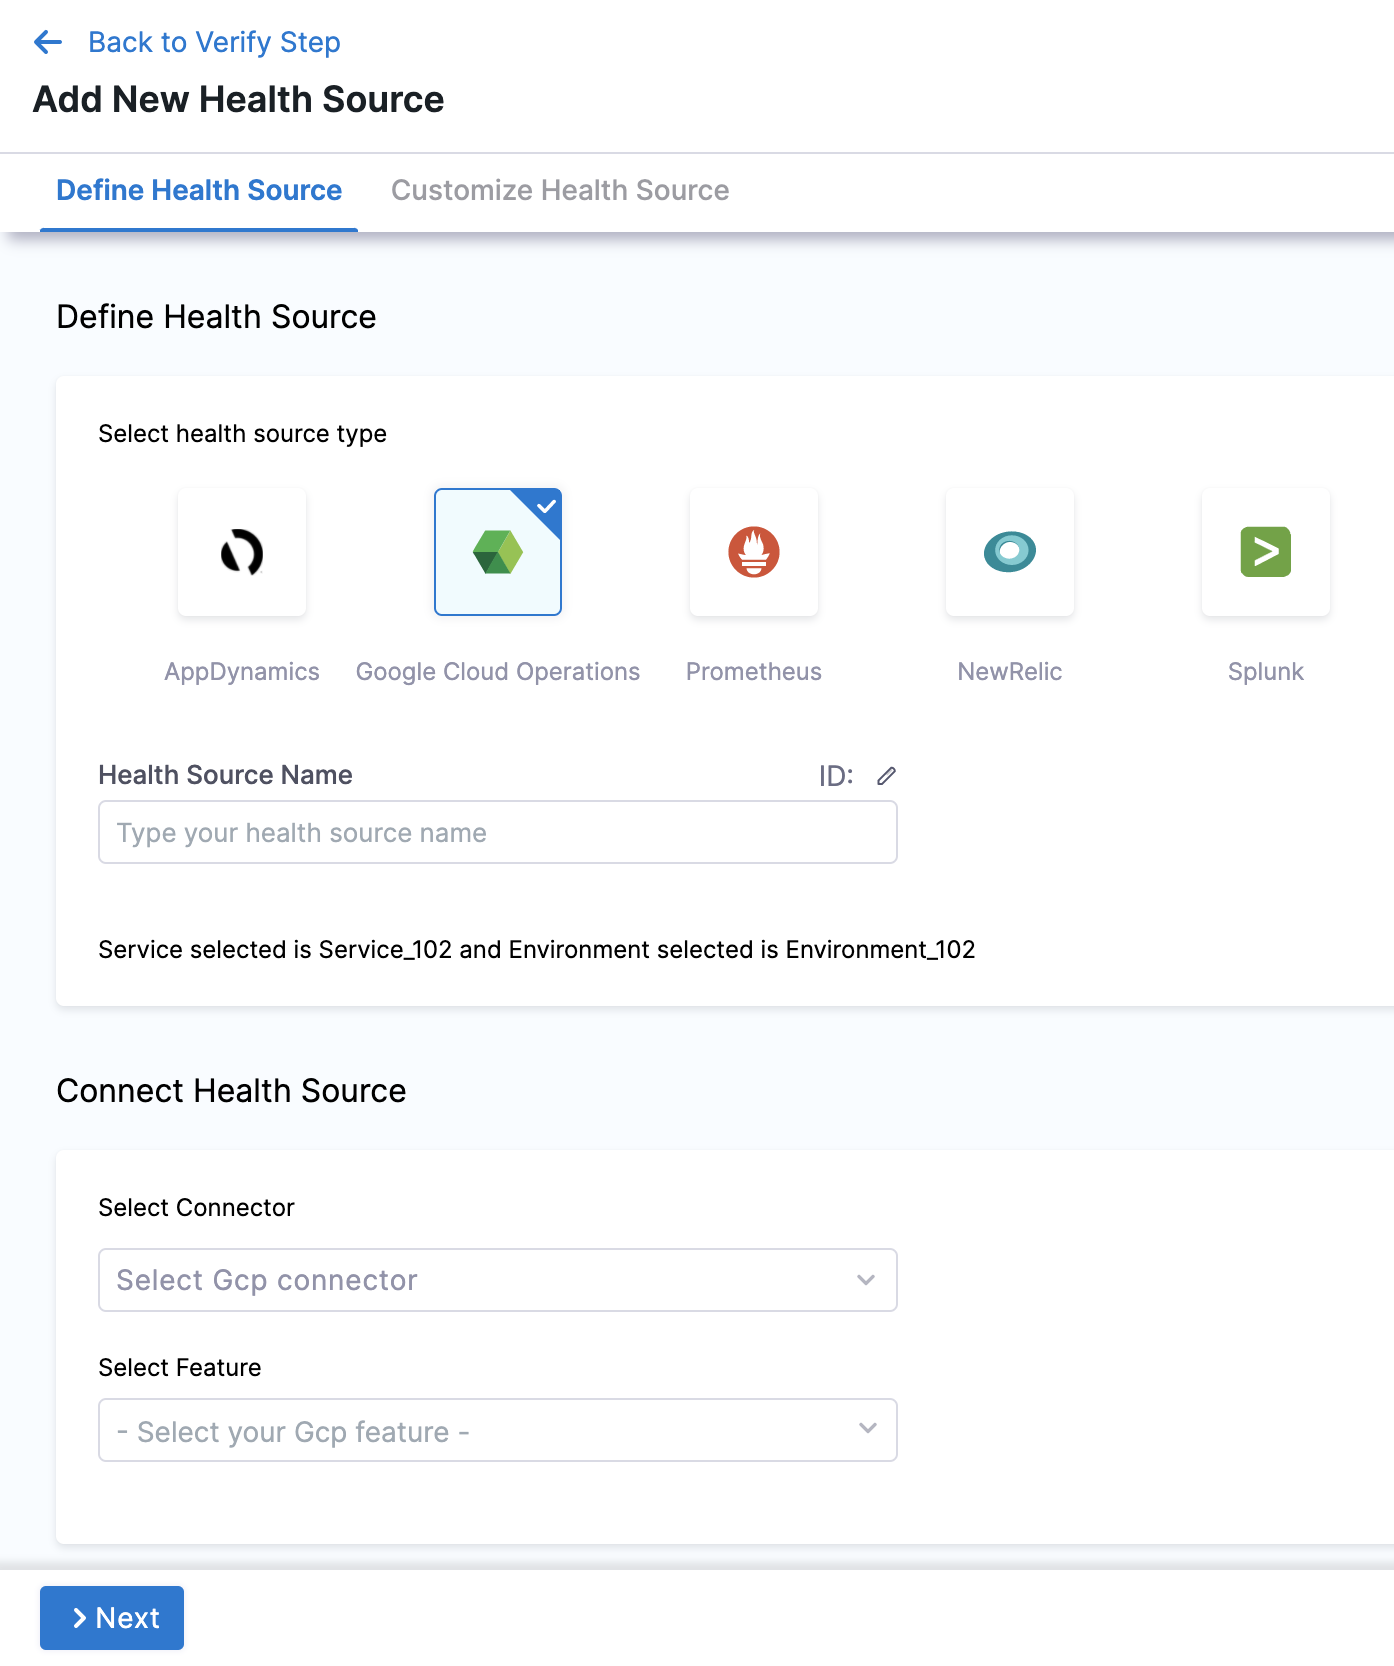 Back to Verify Step
Add New Health Source
Define Health Source Customize Health Source
Define Health Source
Select health source type
AppDynamics Google Cloud Operations Prometheus NewRelic Splunk
Health Source Name ID:
Type your health source name
Service selected is Service_102 and Environment selected is Environment_102
Connect Health Source
Select Connector
Select Gcp connector
Select Feature
- Select your Gcp feature -
Next